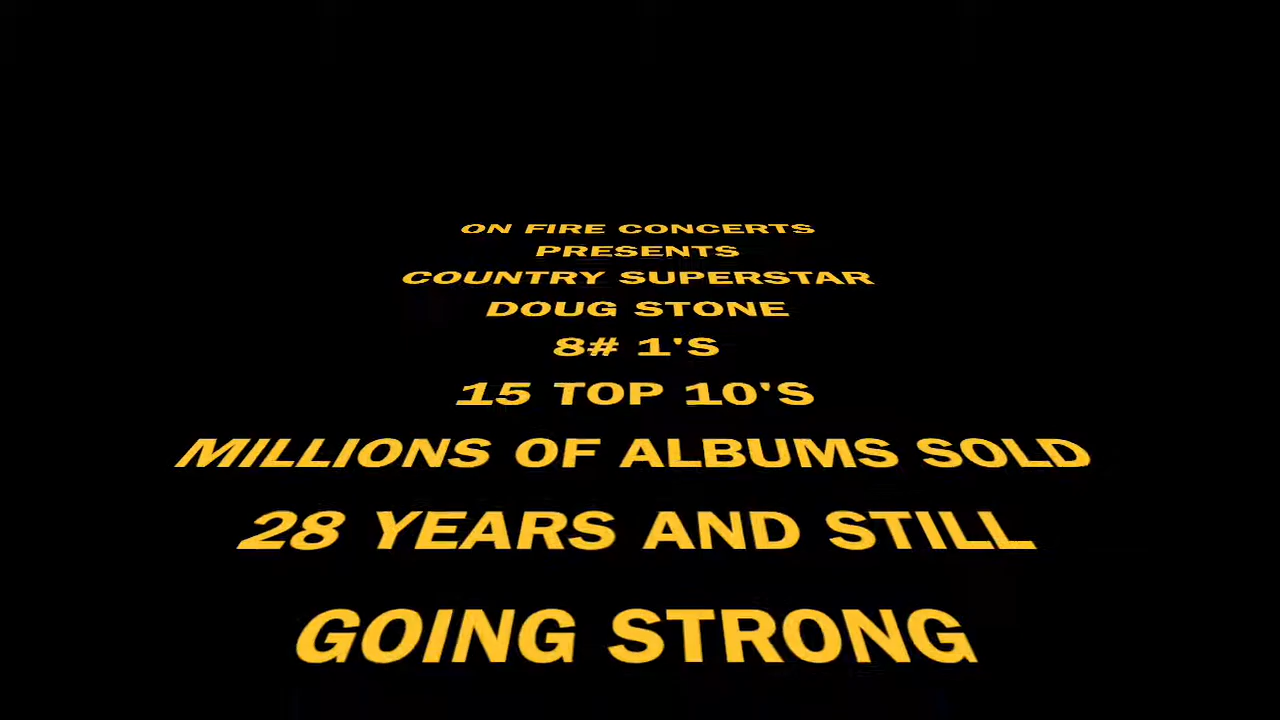 ON FIRE CONCERTS
PRESENTS
COUNTRY SUPERSTAR
DOUG STONE
8# 1'S
15 TOP 10'S
MILLIONS OF ALBUMS SOLD
28 YEARS AND STILL
GOING STRONG